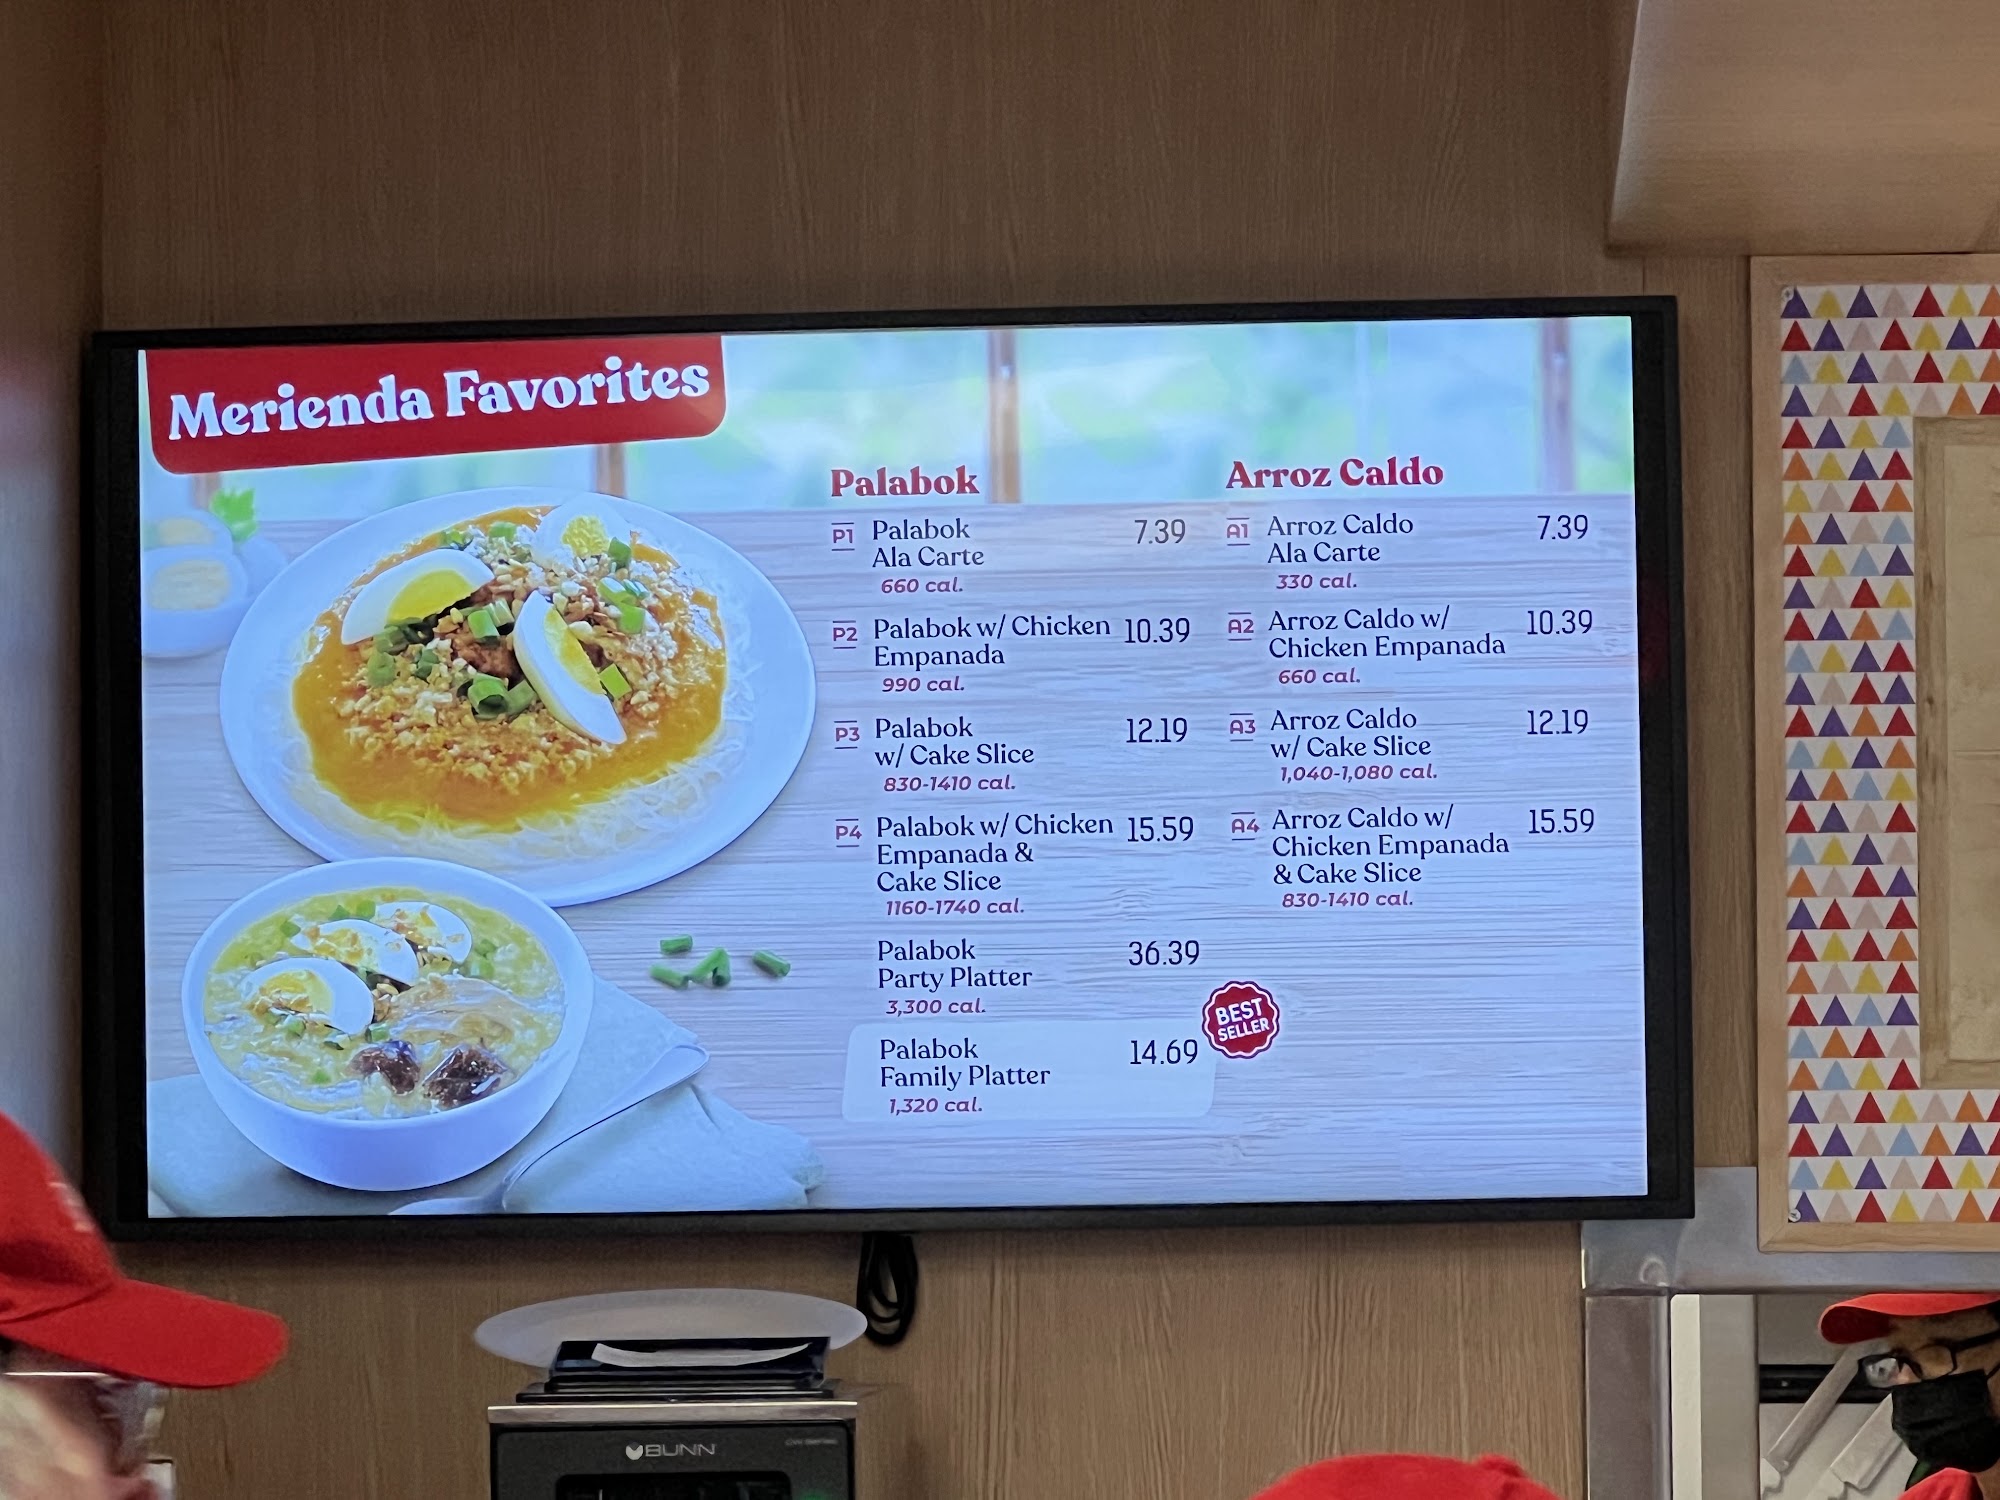 Merienda Favorites
Palabok
P1 Palabok 7.39
Ala Carte
660 cal.
P2 Palabok w/ Chicken 10.39
Empanada
990 cal.
P3 Palabok 12.19
w/ Cake Slice
830-1410 cal.
P4 Palabok w/ Chicken 15.59
Empanada &
Cake Slice
1160-1740 cal.
Palabok 36.39
Party Platter
3,300 cal.
Palabok 14.69
Family Platter
1,320 cal.
BEST
SELLER
Arroz Caldo
A1 Arroz Caldo 7.39
Ala Carte
330 cal.
A2 Arroz Caldo w/ 10.39
Chicken Empanada
660 cal.
A3 Arroz Caldo 12.19
w/ Cake Slice
1,040-1,080 cal.
A4 Arroz Caldo w/ 15.59
Chicken Empanada
& Cake Slice
830-1410 cal.
BUNN